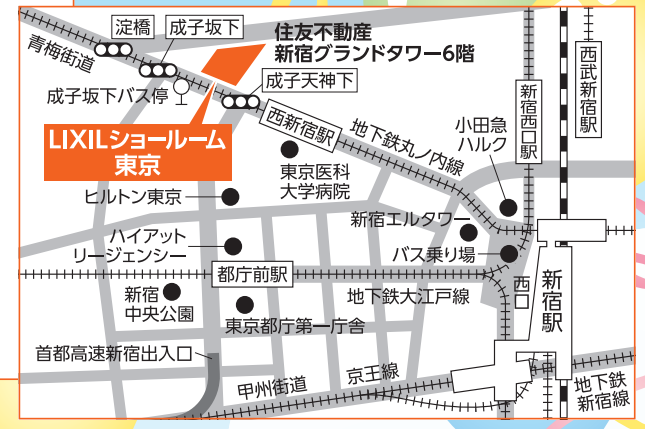 淀橋
成子坂下
青梅街道
住友不動産
新宿グランドタワー6階
成子坂下バス停
成子天神下
LIXILショールーム
東京
西新宿駅
地下鉄丸ノ内線
小田急
ハルク
新宿西口駅
西武新宿駅
東京医科
大学病院
ヒルトン東京
新宿エルタワー
ハイアット
リージェンシー
バス乗り場
都庁前駅
西口
新宿駅
新宿
中央公園
地下鉄大江戸線
東京都庁第一庁舎
首都高速新宿出入口
甲州街道
京王線
地下鉄
新宿線